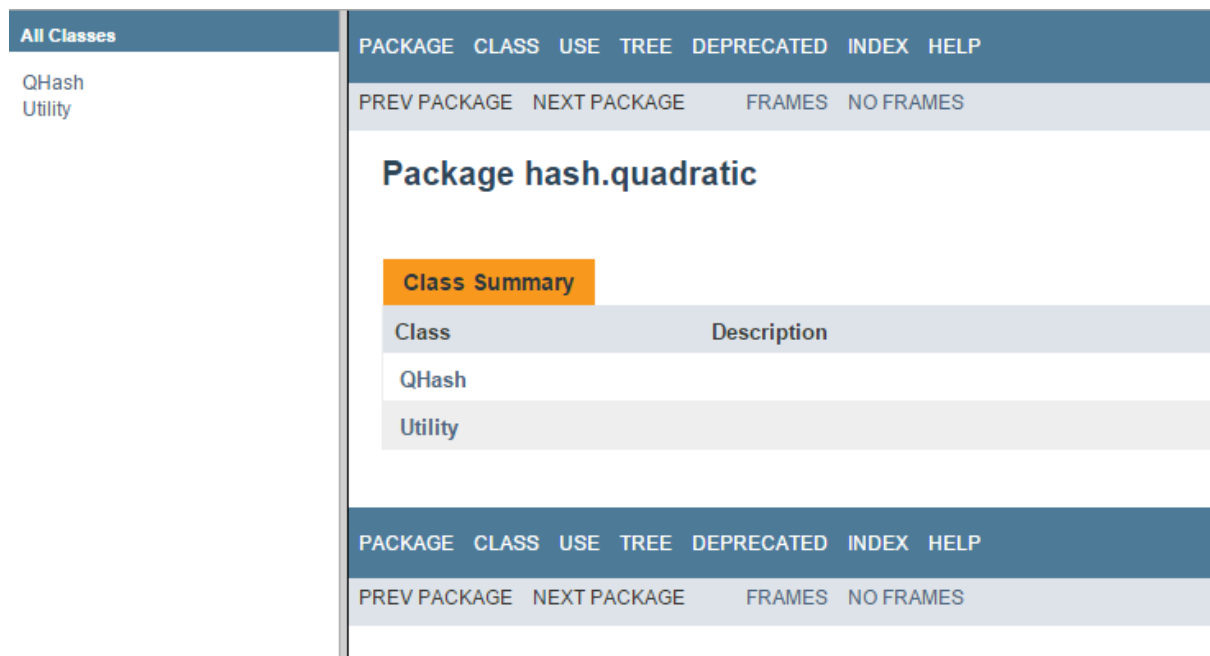 All Classes
QHash
Utility
PACKAGE CLASS USE TREE DEPRECATED INDEX HELP
PREV PACKAGE NEXT PACKAGE FRAMES NO FRAMES
Package hash.quadratic
Class Summary
Class Description
QHash
Utility
PACKAGE CLASS USE TREE DEPRECATED INDEX HELP
PREV PACKAGE NEXT PACKAGE FRAMES NO FRAMES